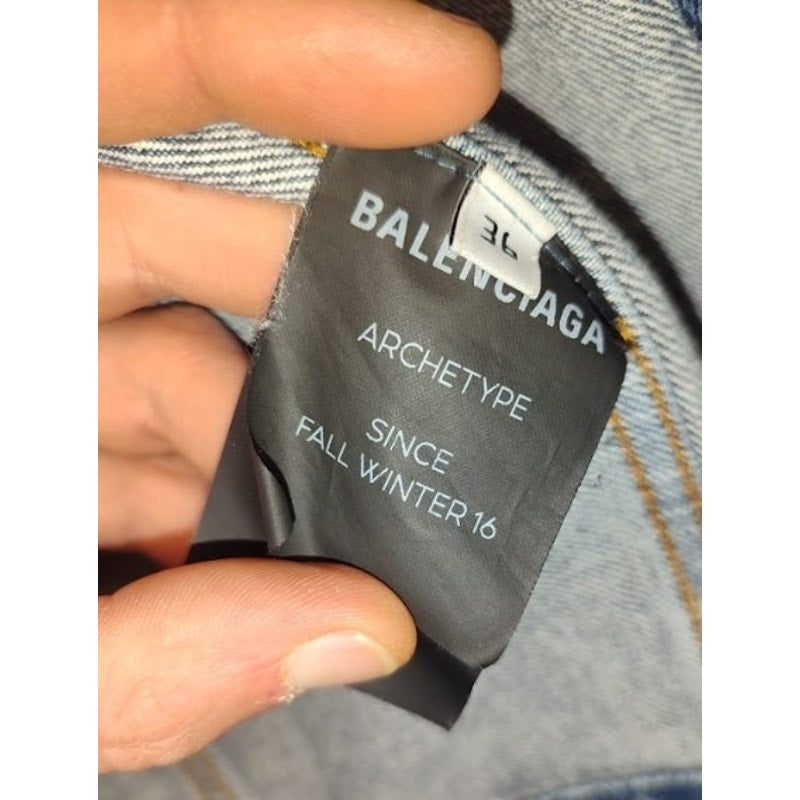 36
BALENCIAGA
ARCHETYPE
SINCE
FALL WINTER 16